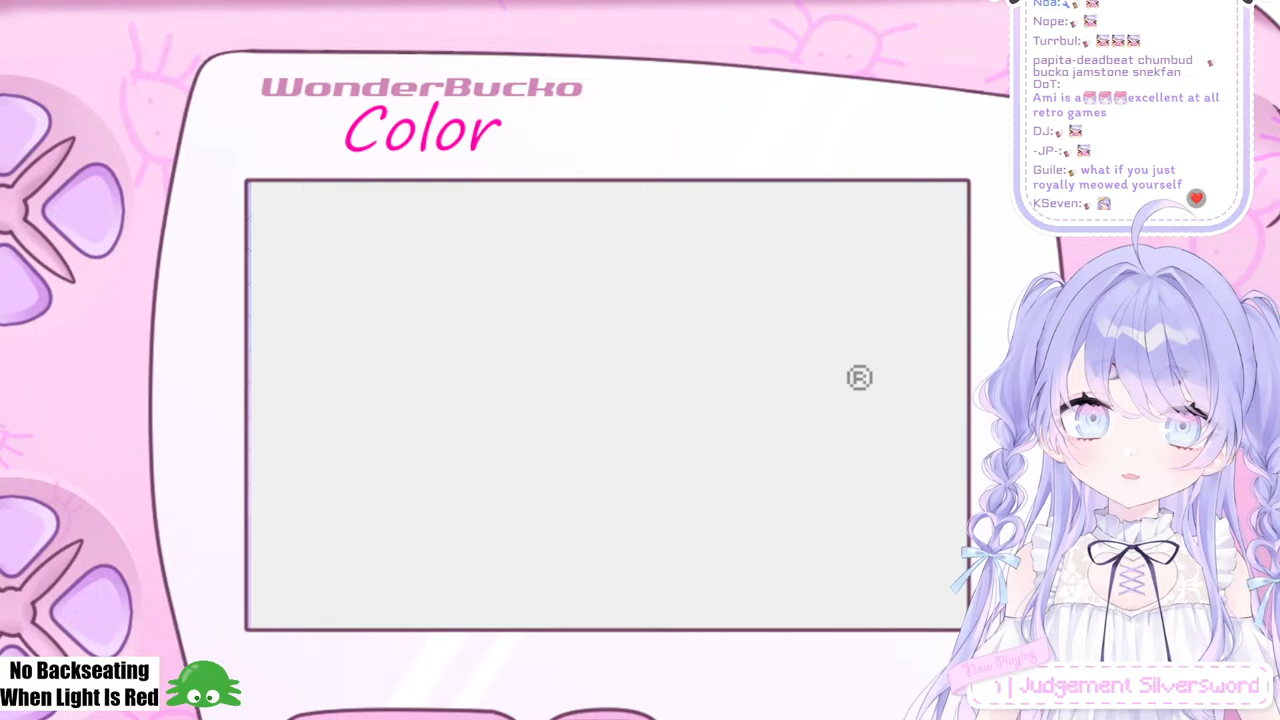 WonderBucko
Color
®
Noa:
Nope:
Turrbul:
papita-deadbeat chumbud
bucko jamstone snekfan
DoT:
Ami is a excellent at all
retro games
DJ:
-JP-:
Guile: what if you just
royally meowed yourself
KSeven:
No Backseating
When Light Is Red
Now Playing
| Judgement Silversword